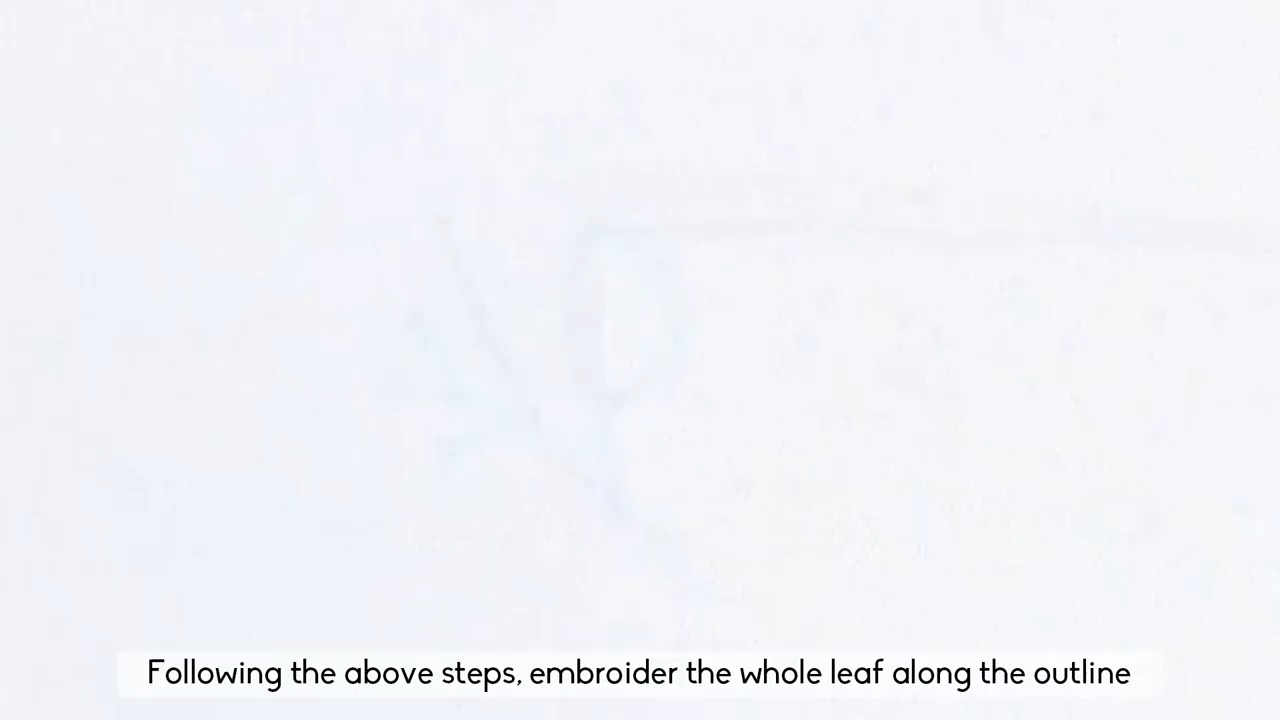 Following the above steps, embroider the whole leaf along the outline